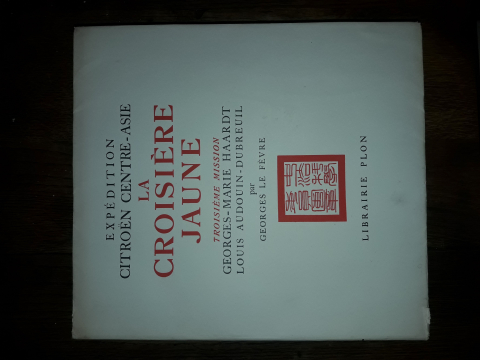 EXPÉDITION
CITROËN CENTRE-ASIE
LA
CROISIÈRE
JAUNE
TROISIÈME MISSION
GEORGES-MARIE HAARDT
LOUIS AUDOUIN-DUBREUIL
par
GEORGES LE FÈVRE
LIBRAIRIE PLON